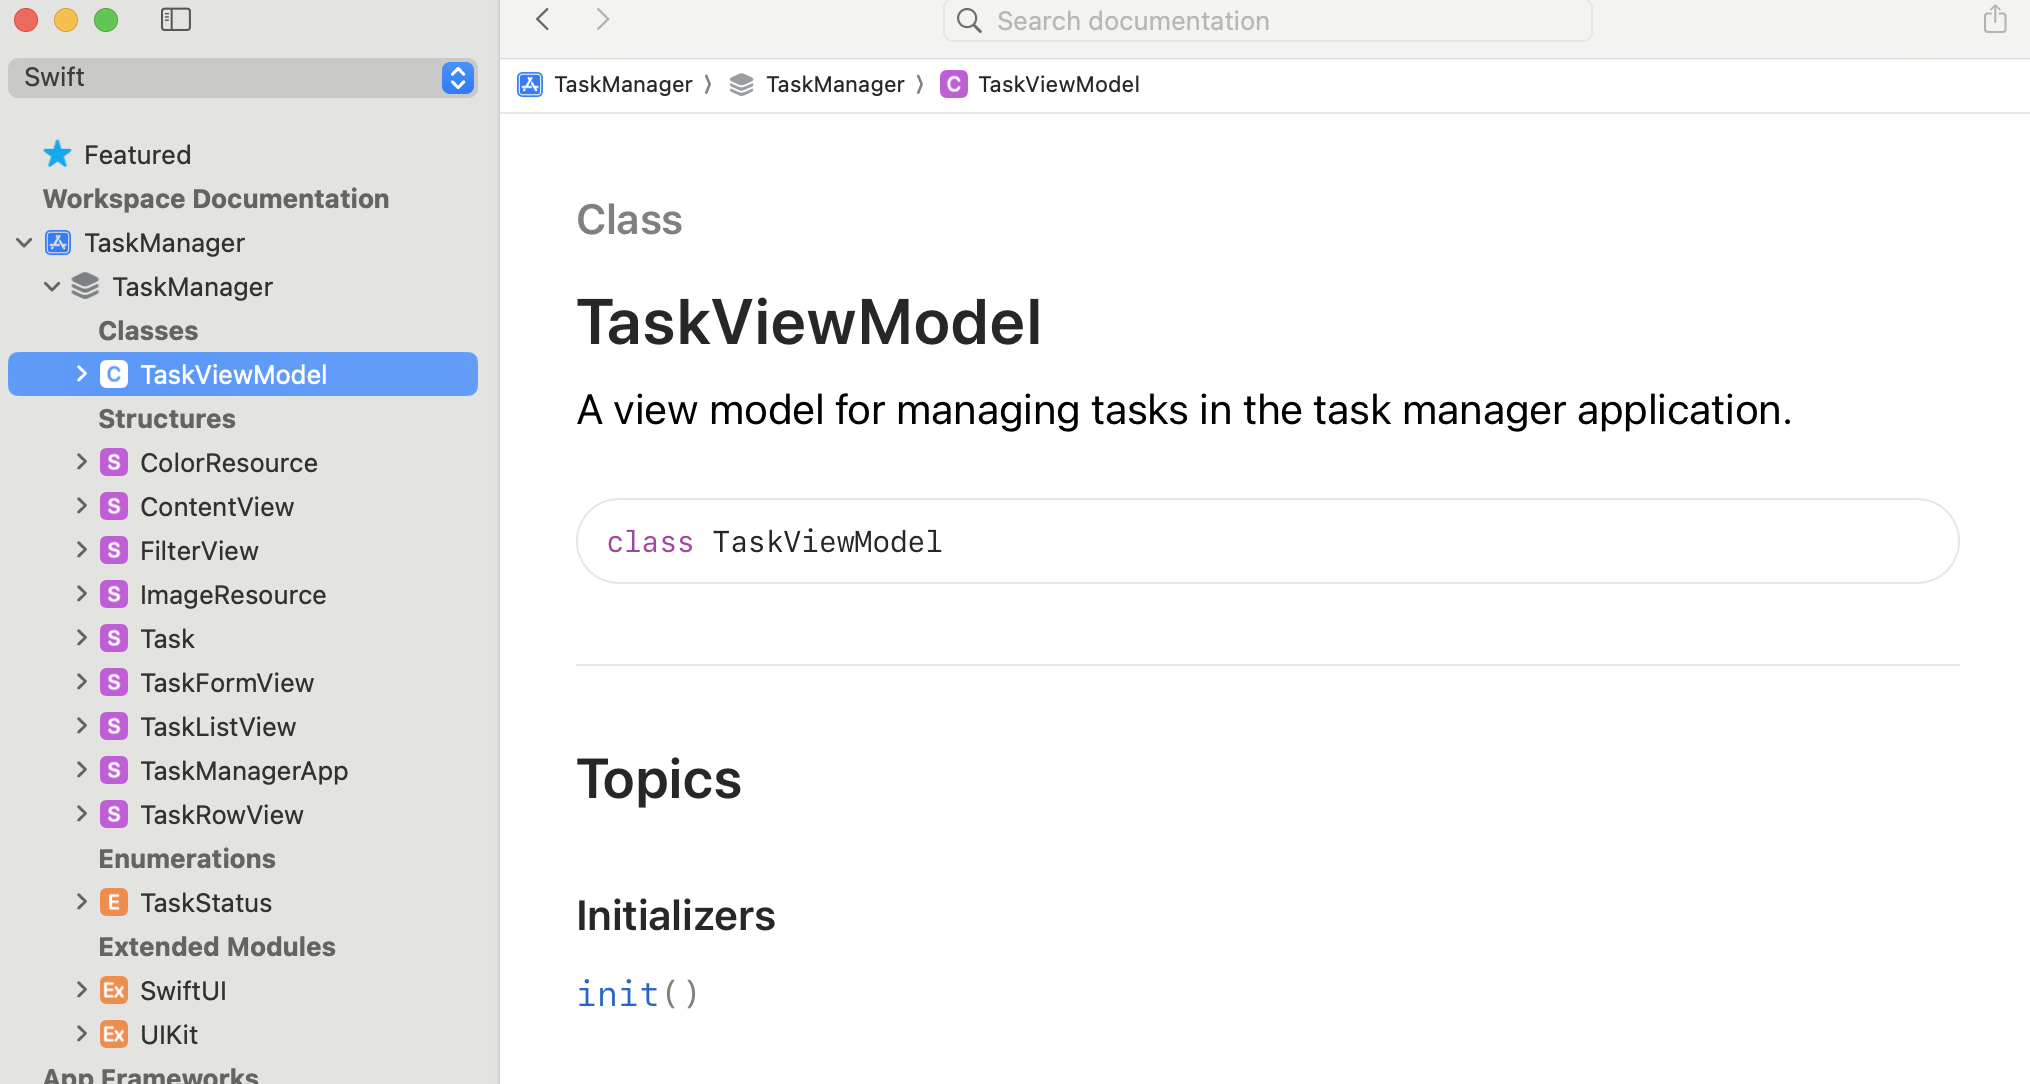 Swift
Featured
Workspace Documentation
TaskManager
TaskManager
Classes
C TaskViewModel
Structures
S ColorResource
S ContentView
S FilterView
S ImageResource
S Task
S TaskFormView
S TaskListView
S TaskManagerApp
S TaskRowView
Enumerations
E TaskStatus
Extended Modules
Ex SwiftUI
Ex UIKit
App Frameworks
Search documentation
TaskManager 〉 TaskManager 〉 C TaskViewModel
Class
TaskViewModel
A view model for managing tasks in the task manager application.
class TaskViewModel
Topics
Initializers
init()